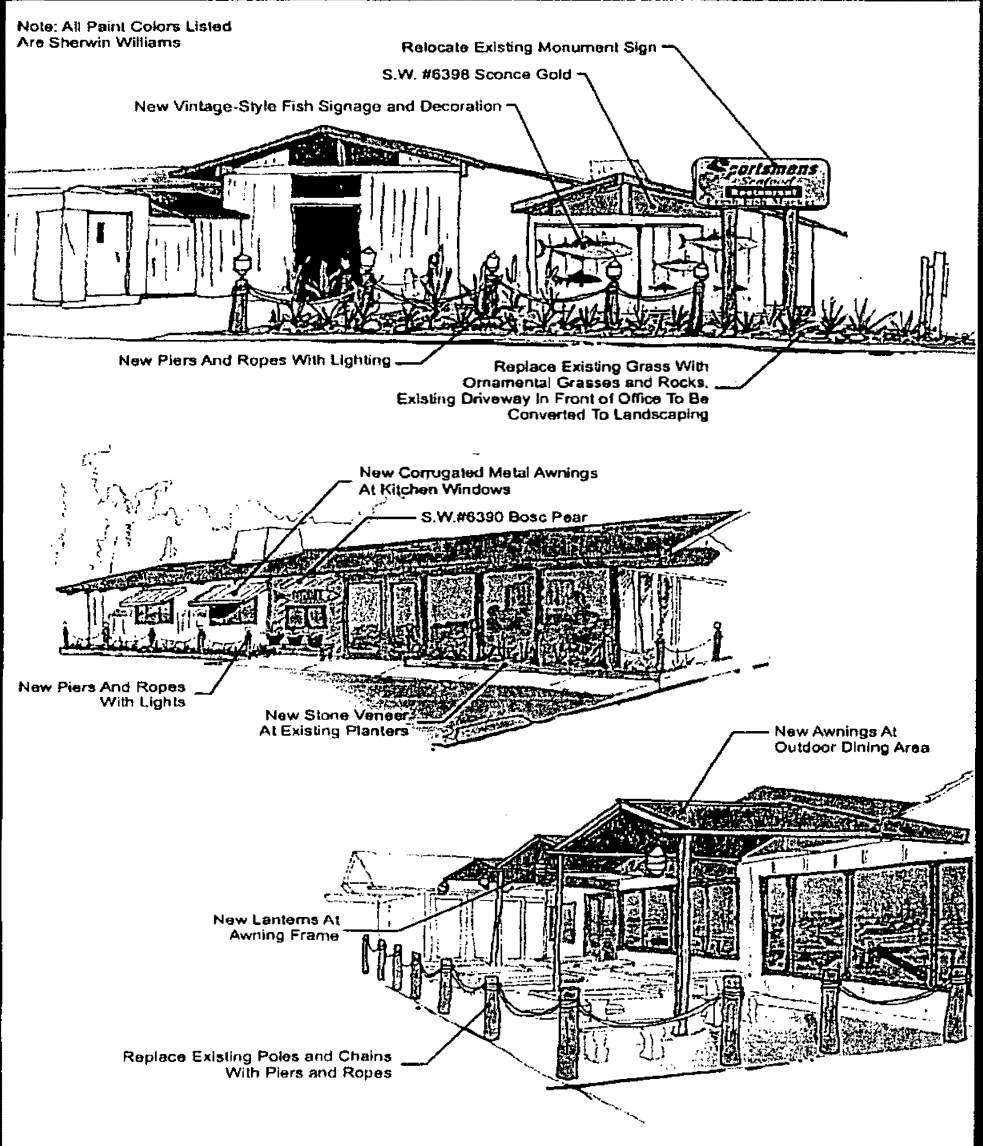 Note: All Paint Colors Listed
Are Sherwin Williams
Relocate Existing Monument Sign
S.W. #6398 Sconce Gold
New Vintage-Style Fish Signage and Decoration
Sportsmens
Seafood
New Piers And Ropes With Lighting
Replace Existing Grass With
Ornamental Grasses and Rocks.
Existing Driveway In Front of Office To Be
Converted To Landscaping
New Corrugated Metal Awnings
At Kitchen Windows
S.W.#6390 Bosc Pear
New Piers And Ropes
With Lights
New Stone Veneer
At Existing Planters
New Awnings At
Outdoor Dining Area
New Lanterns At
Awning Frame
Replace Existing Poles and Chains
With Piers and Ropes